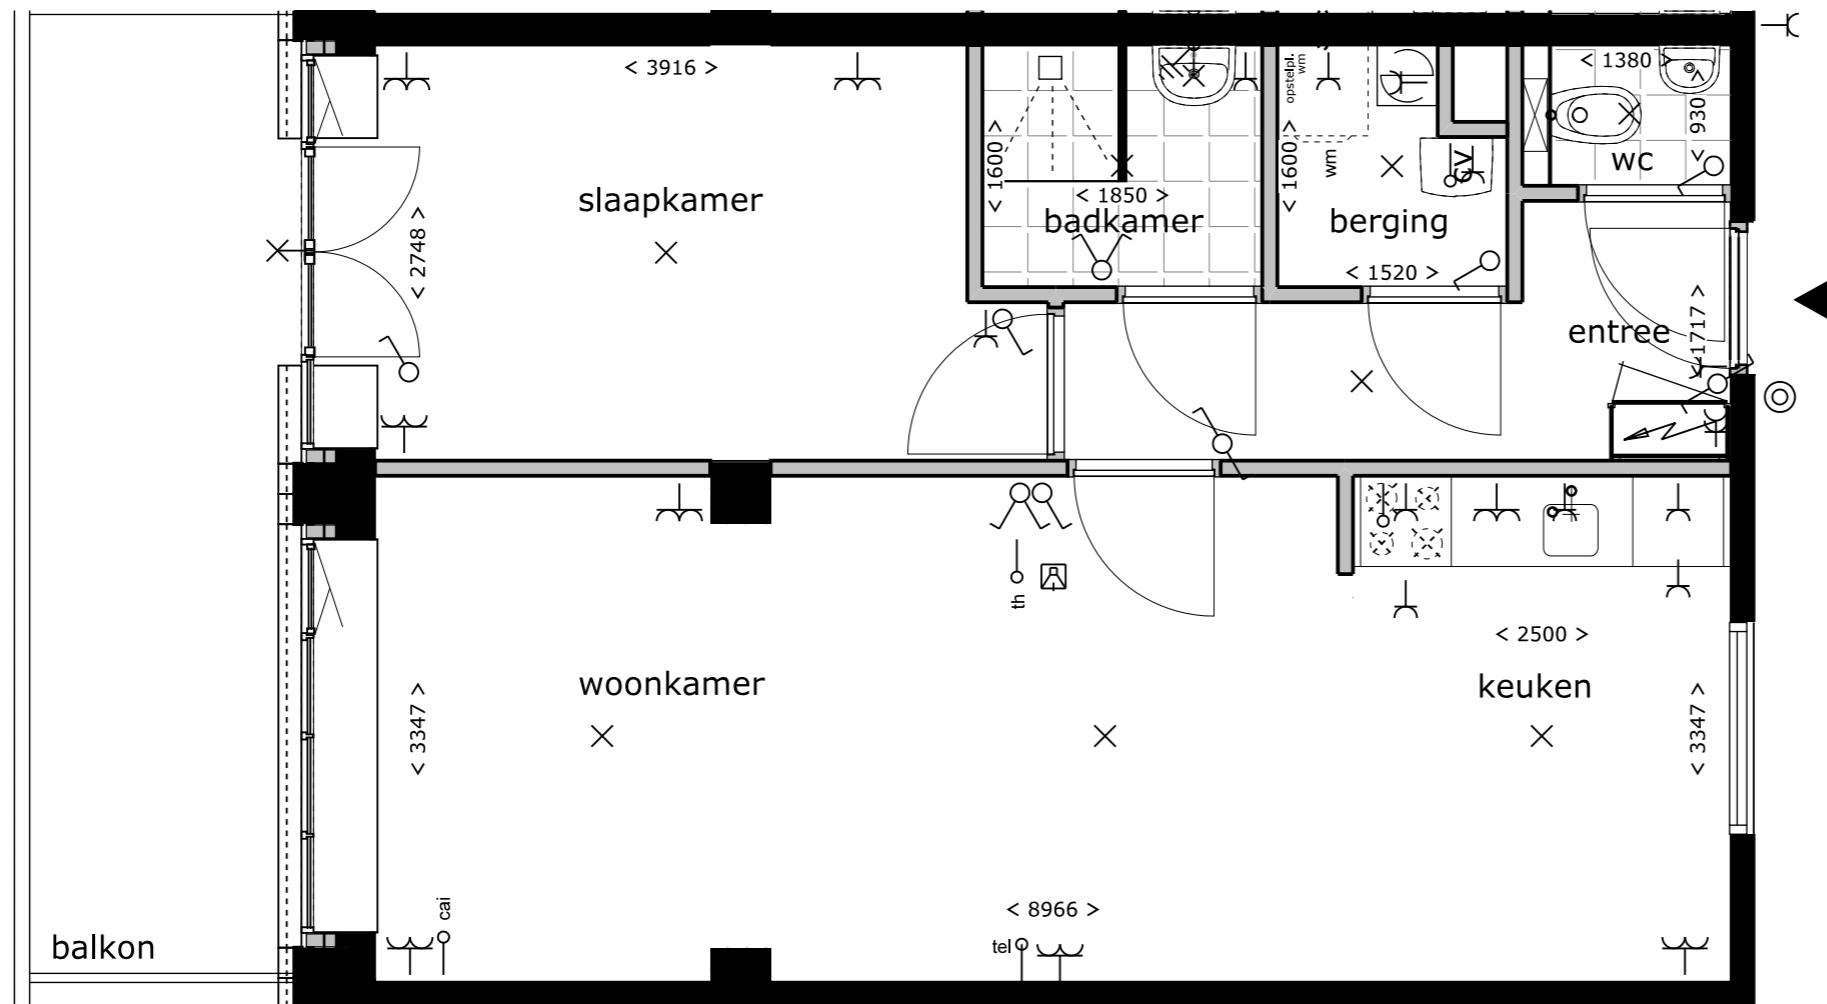 < 3916 >
< 1380 >
opstelpl.
wm
< 930 >
< 1600 >
< 1600 >
wm
cv
wc
< 1850 >
slaapkamer
badkamer
berging
< 2748 >
< 1520 >
entree
< 1717 >
th
< 2500 >
woonkamer
keuken
< 3347 >
< 3347 >
cai
< 8966 >
tel
balkon